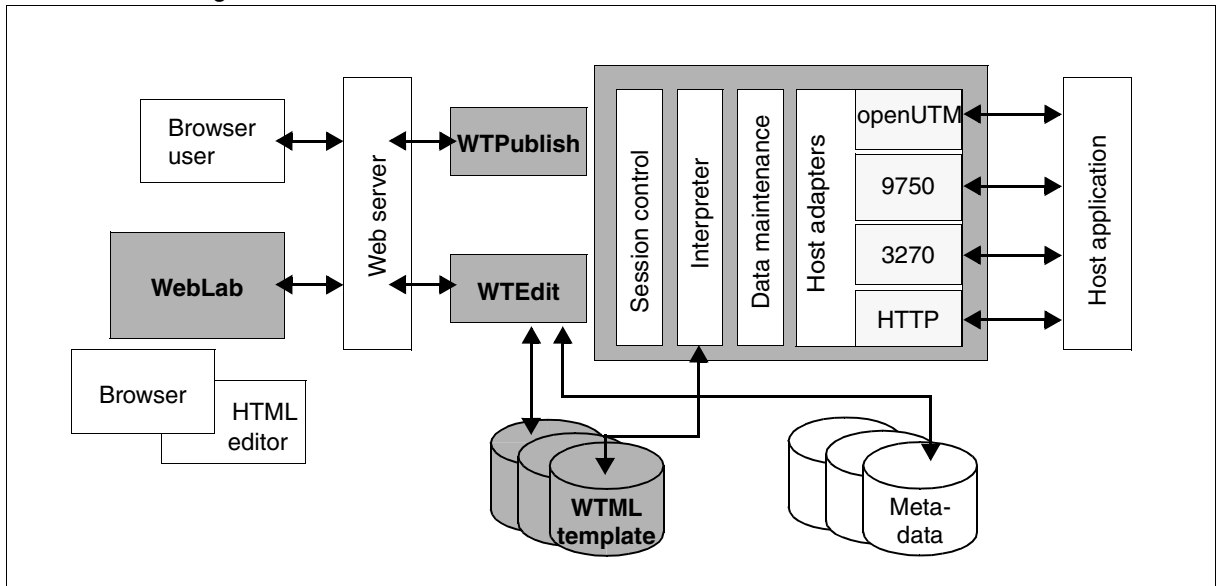 Browser
user
Web server
WTPublish
WebLab
WTEdit
Browser
HTML
editor
Session control
Interpreter
Data maintenance
Host adapters
openUTM
9750
3270
HTTP
Host application
WTML
template
Meta-
data